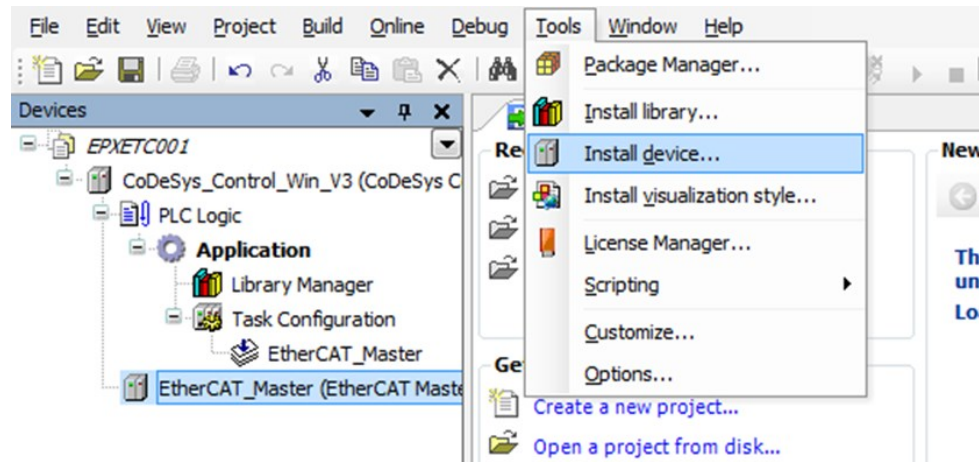 File Edit View Project Build Online Debug Tools Window Help
Devices
EPXETC001
CoDeSys_Control_Win_V3 (CoDeSys C
PLC Logic
Application
Library Manager
Task Configuration
EtherCAT_Master
EtherCAT_Master (EtherCAT Maste
Package Manager...
Install library...
Install device...
Install visualization style...
License Manager...
Scripting
Customize...
Options...
Re
Ge
Create a new project...
Open a project from disk...
New
Th
un
Lo